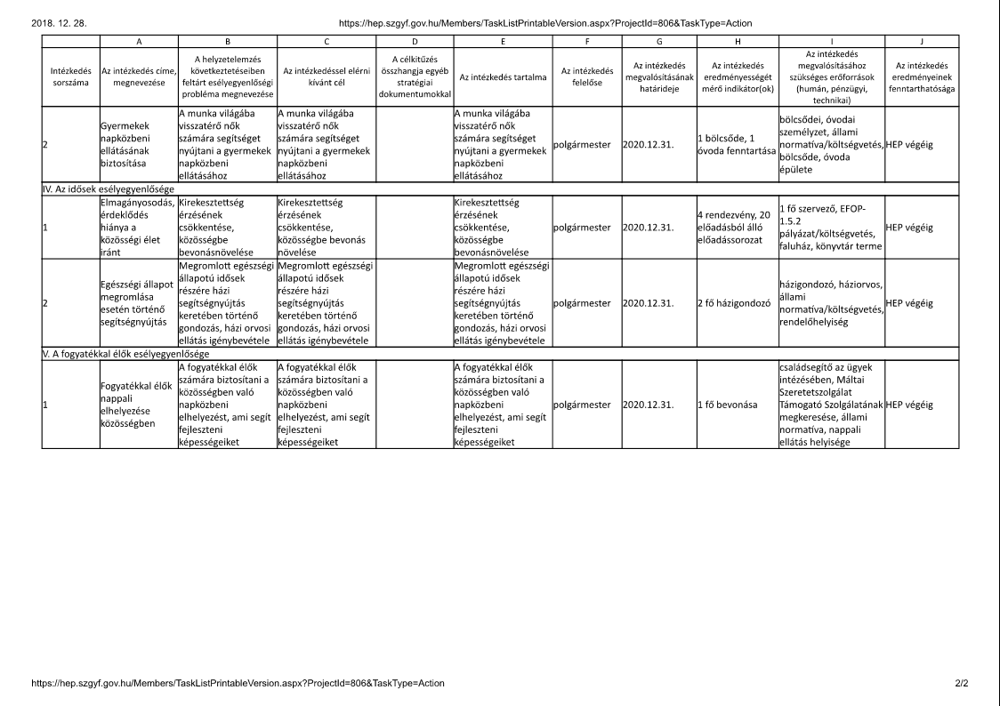 2018. 12. 28.
https://hep.szgyf.gov.hu/Members/TaskListPrintableVersion.aspx?ProjectId=806&TaskType=Action
A
B
C
D
E
F
G
H
I
J
Intézkedés
sorszáma
Az intézkedés címe,
megnevezése
A helyzetelemzés
következtetéseiben
feltárt esélyegyenlőségi
probléma megnevezése
Az intézkedéssel elérni
kívánt cél
A célkitűzés
összhangja egyéb
stratégiai
dokumentumokkal
Az intézkedés tartalma
Az intézkedés
felelőse
Az intézkedés
megvalósításának
határideje
Az intézkedés
eredményességét
mérő indikátor(ok)
Az intézkedés
megvalósításához
szükséges erőforrások
(humán, pénzügyi,
technikai)
Az intézkedés
eredményeinek
fenntarthatósága
2
Gyermekek
napközbeni
ellátásának
biztosítása
A munka világába
visszatérő nők
számára segítséget
nyújtani a gyermekek
napközbeni
ellátásához
A munka világába
visszatérő nők
számára segítséget
nyújtani a gyermekek
napközbeni
ellátásához
A munka világába
visszatérő nők
számára segítséget
nyújtani a gyermekek
napközbeni
ellátásához
polgármester
2020.12.31.
1 bölcsőde, 1
óvoda fenntartása
bölcsődei, óvodai
személyzet, állami
normatíva/költségvetés,
bölcsőde, óvoda
épülete
HEP végéig
IV. Az idősek esélyegyenlősége
1
Elmagányosodás,
érdeklődés
hiánya a
közösségi élet
iránt
Kirekesztettség
érzésének
csökkentése,
közösségbe
bevonásnövelése
Kirekesztettség
érzésének
csökkentése,
közösségbe bevonás
növelése
Kirekesztettség
érzésének
csökkentése,
közösségbe
bevonásnövelése
polgármester
2020.12.31.
4 rendezvény, 20
előadásból álló
előadássorozat
1 fő szervező, EFOP-
1.5.2
pályázat/költségvetés,
faluház, könyvtár terme
HEP végéig
2
Egészségi állapot
megromlása
esetén történő
segítségnyújtás
Megromlott egészségi
állapotú idősek
részére házi
segítségnyújtás
keretében történő
gondozás, házi orvosi
ellátás igénybevétele
Megromlott egészségi
állapotú idősek
részére házi
segítségnyújtás
keretében történő
gondozás, házi orvosi
ellátás igénybevétele
Megromlott egészségi
állapotú idősek
részére házi
segítségnyújtás
keretében történő
gondozás, házi orvosi
ellátás igénybevétele
polgármester
2020.12.31.
2 fő házigondozó
házigondozó, háziorvos,
állami
normatíva/költségvetés,
rendelőhelyiség
HEP végéig
V. A fogyatékkal élők esélyegyenlősége
1
Fogyatékkal élők
nappali
elhelyezése
közösségben
A fogyatékkal élők
számára biztosítani a
közösségben való
napközbeni
elhelyezést, ami segít
fejleszteni
képességeiket
A fogyatékkal élők
számára biztosítani a
közösségben való
napközbeni
elhelyezést, ami segít
fejleszteni
képességeiket
A fogyatékkal élők
számára biztosítani a
közösségben való
napközbeni
elhelyezést, ami segít
fejleszteni
képességeiket
polgármester
2020.12.31.
1 fő bevonása
családsegítő az ügyek
intézésében, Máltai
Szeretetszolgálat
Támogató Szolgálatának
megkeresése, állami
normatíva, nappali
ellátás helyisége
HEP végéig
https://hep.szgyf.gov.hu/Members/TaskListPrintableVersion.aspx?ProjectId=806&TaskType=Action
2/2